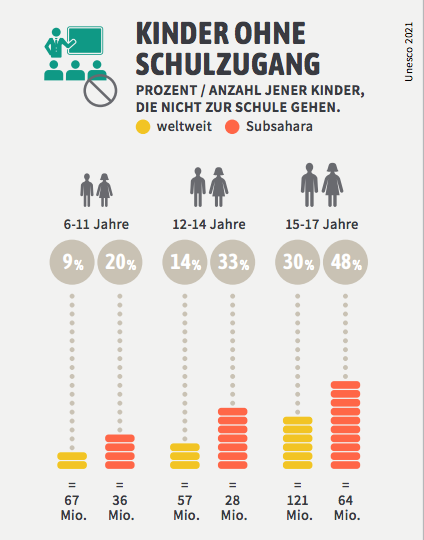 KINDER OHNE
SCHULZUGANG
PROZENT / ANZAHL JENER KINDER,
DIE NICHT ZUR SCHULE GEHEN.
weltweit Subsahara
Unesco 2021
6-11 Jahre 12-14 Jahre 15-17 Jahre
9% 20% 14% 33% 30% 48%
= = = = = =
67 36 57 28 121 64
Mio. Mio. Mio. Mio. Mio. Mio.